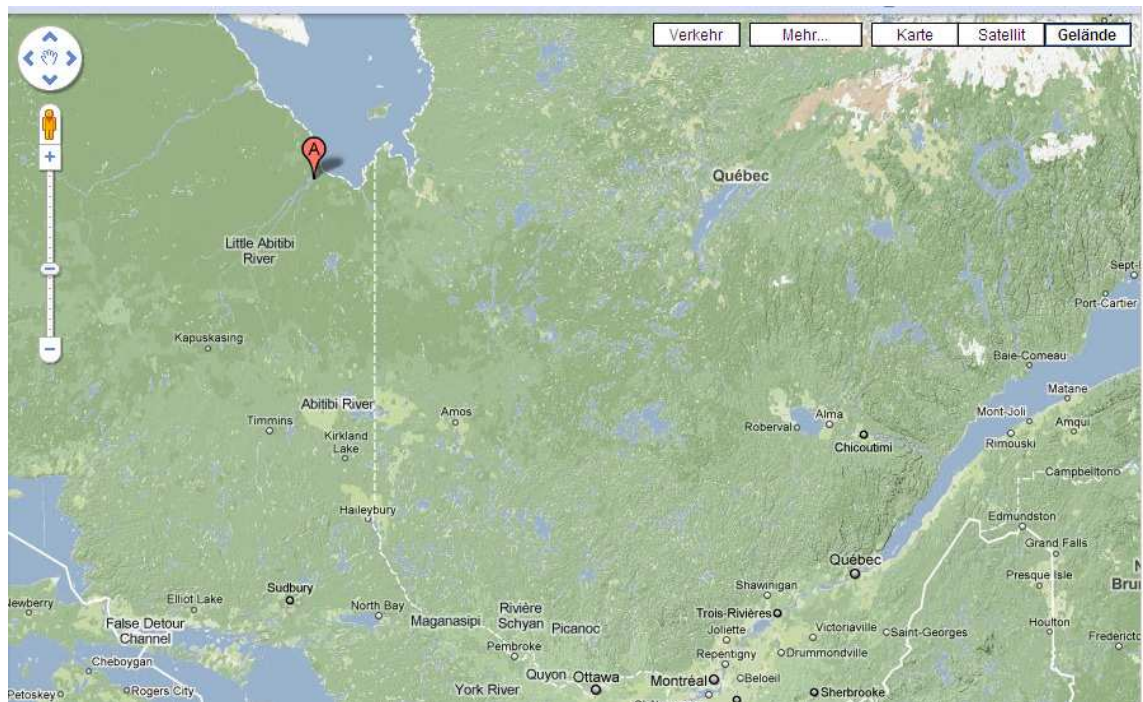 Verkehr
Mehr...
Karte
Satellit
Gelände
A
Québec
Little Abitibi
River
Port-Cartier
Kapuskasing
Baie-Comeau
Matane
Abitibi River
Timmins
Amos
Kirkland
Lake
Roberval
Alma
Chicoutimi
Mont-Joli
Amqui
Rimouski
Campbellton
Haileybury
Edmundston
Grand Falls
Québec
Presque Isle
Shawinigan
Sudbury
Elliot Lake
North Bay
Newberry
False Detour
Channel
Maganasipi
Rivière
Schyan
Picanoc
Trois-Rivières
Joliette
Victoriaville
Saint-Georges
Houlton
Pembroke
Repentigny
Drummondville
Cheboygan
Quyon
Ottawa
Montréal
Beloeil
Petoskey
Rogers City
York River
Sherbrooke